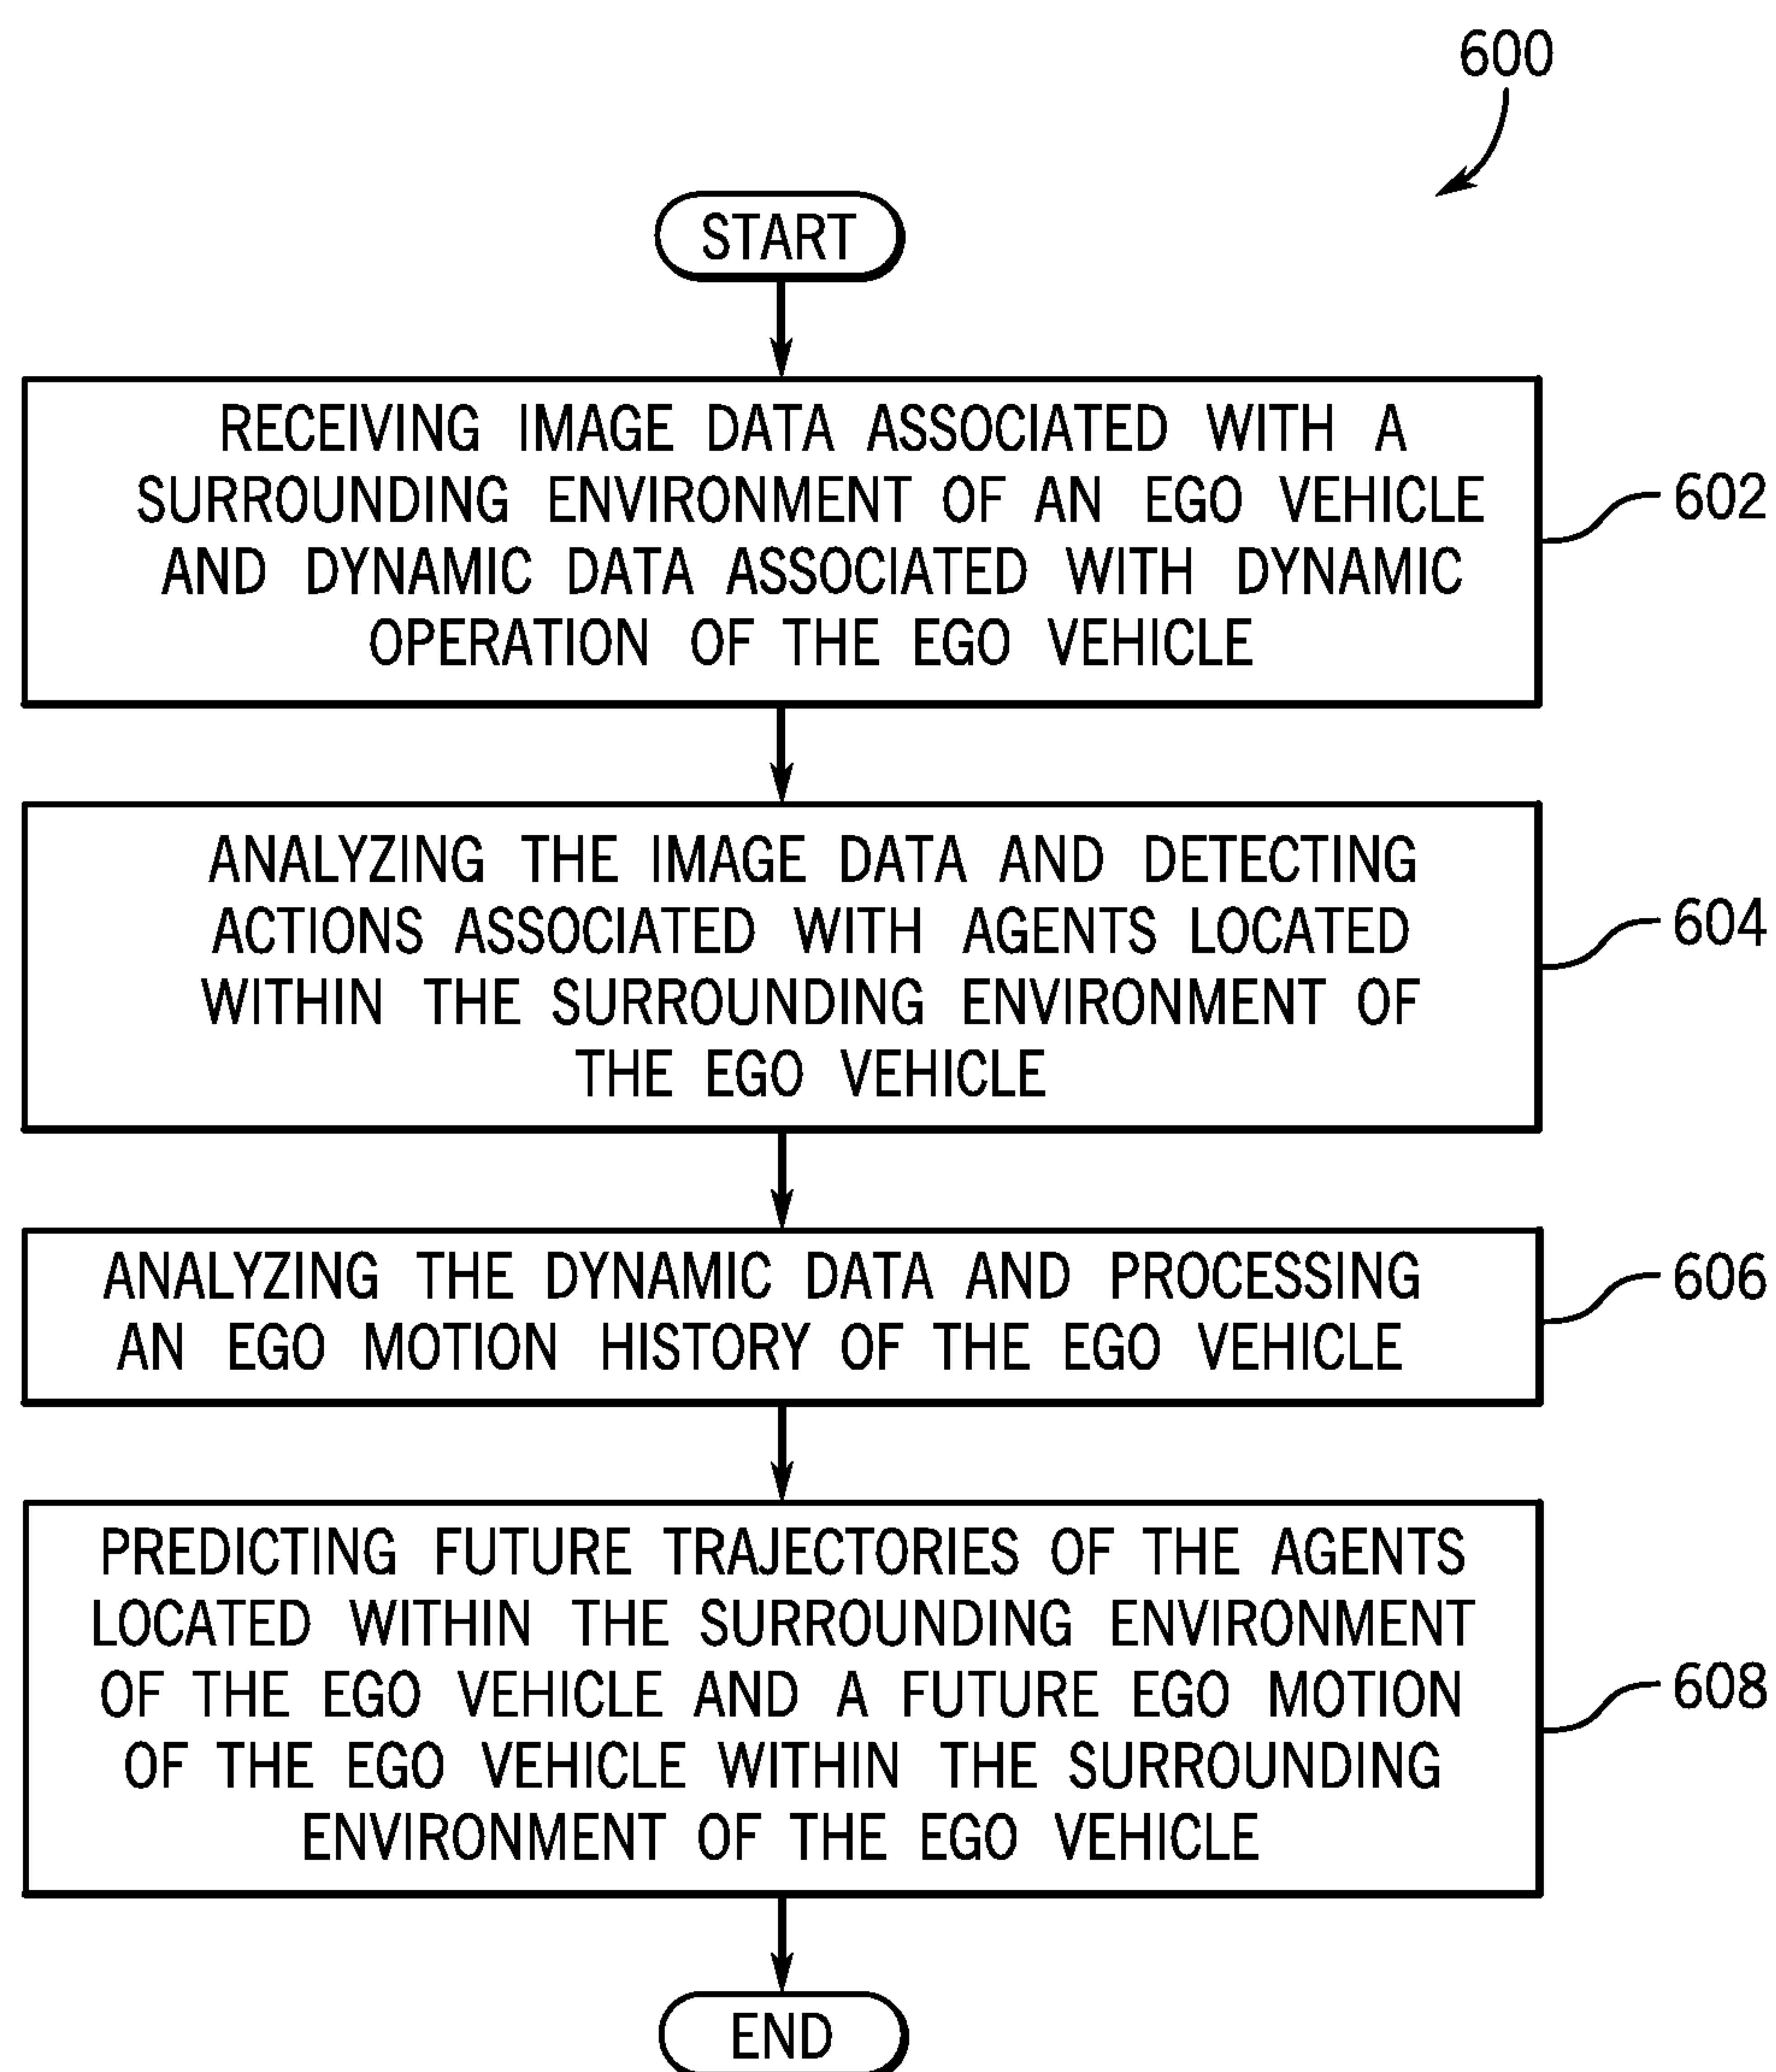 600
START
RECEIVING IMAGE DATA ASSOCIATED WITH A
SURROUNDING ENVIRONMENT OF AN EGO VEHICLE
AND DYNAMIC DATA ASSOCIATED WITH DYNAMIC
OPERATION OF THE EGO VEHICLE
602
ANALYZING THE IMAGE DATA AND DETECTING
ACTIONS ASSOCIATED WITH AGENTS LOCATED
WITHIN THE SURROUNDING ENVIRONMENT OF
THE EGO VEHICLE
604
ANALYZING THE DYNAMIC DATA AND PROCESSING
AN EGO MOTION HISTORY OF THE EGO VEHICLE
606
PREDICTING FUTURE TRAJECTORIES OF THE AGENTS
LOCATED WITHIN THE SURROUNDING ENVIRONMENT
OF THE EGO VEHICLE AND A FUTURE EGO MOTION
OF THE EGO VEHICLE WITHIN THE SURROUNDING
ENVIRONMENT OF THE EGO VEHICLE
608
END